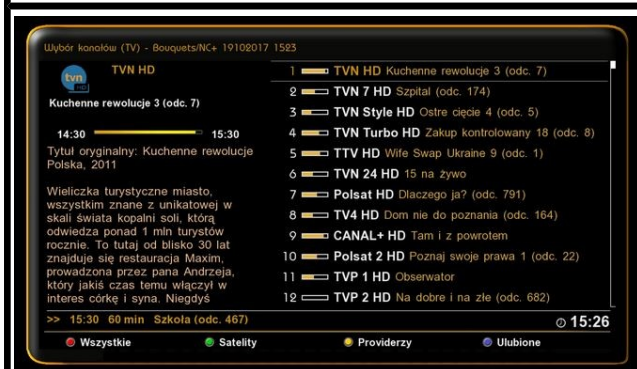 Wybór kanałów (TV) - Bouquets/NC+ 19102017 1523
tvn
HD
TVN HD
Kuchenne rewolucje 3 (odc. 7)
14:30 15:30
Tytuł oryginalny: Kuchenne rewolucje
Polska, 2011
Wieliczka turystyczne miasto,
wszystkim znane z unikatowej w
skali świata kopalni soli, którą
odwiedza ponad 1 mln turystów
rocznie. To tutaj od blisko 30 lat
znajduje się restauracja Maxim,
prowadzona przez pana Andrzeja,
który jakiś czas temu włączył w
interes córkę i syna. Niegdyś
1 TVN HD Kuchenne rewolucje 3 (odc. 7)
2 TVN 7 HD Szpital (odc. 174)
3 TVN Style HD Ostre cięcie 4 (odc. 5)
4 TVN Turbo HD Zakup kontrolowany 18 (odc. 8)
5 TTV HD Wife Swap Ukraine 9 (odc. 1)
6 TVN 24 HD 15 na żywo
7 Polsat HD Dlaczego ja? (odc. 791)
8 TV4 HD Dom nie do poznania (odc. 164)
9 CANAL+ HD Tam i z powrotem
10 Polsat 2 HD Poznaj swoje prawa 1 (odc. 22)
11 TVP 1 HD Obserwator
12 TVP 2 HD Na dobre i na złe (odc. 682)
>> 15:30 60 min Szkoła (odc. 467)
15:26
Wszystkie Satelity Providerzy Ulubione